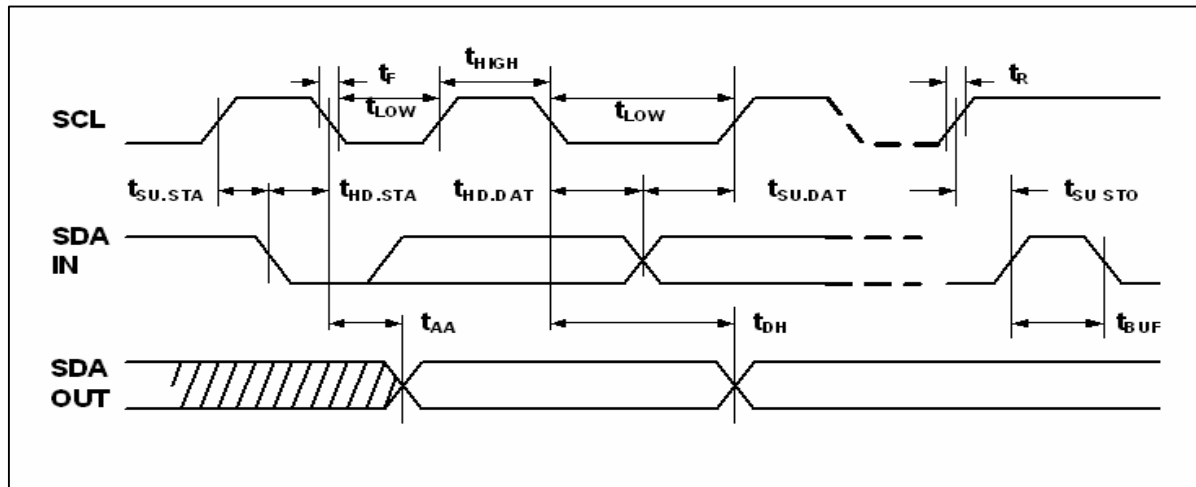 tF
tHIGH
tR
SCL
tLOW
tLOW
tSU.STA
tHD.STA
tHD.DAT
tSU.DAT
tSU STO
SDA
IN
tAA
tDH
tBUF
SDA
OUT